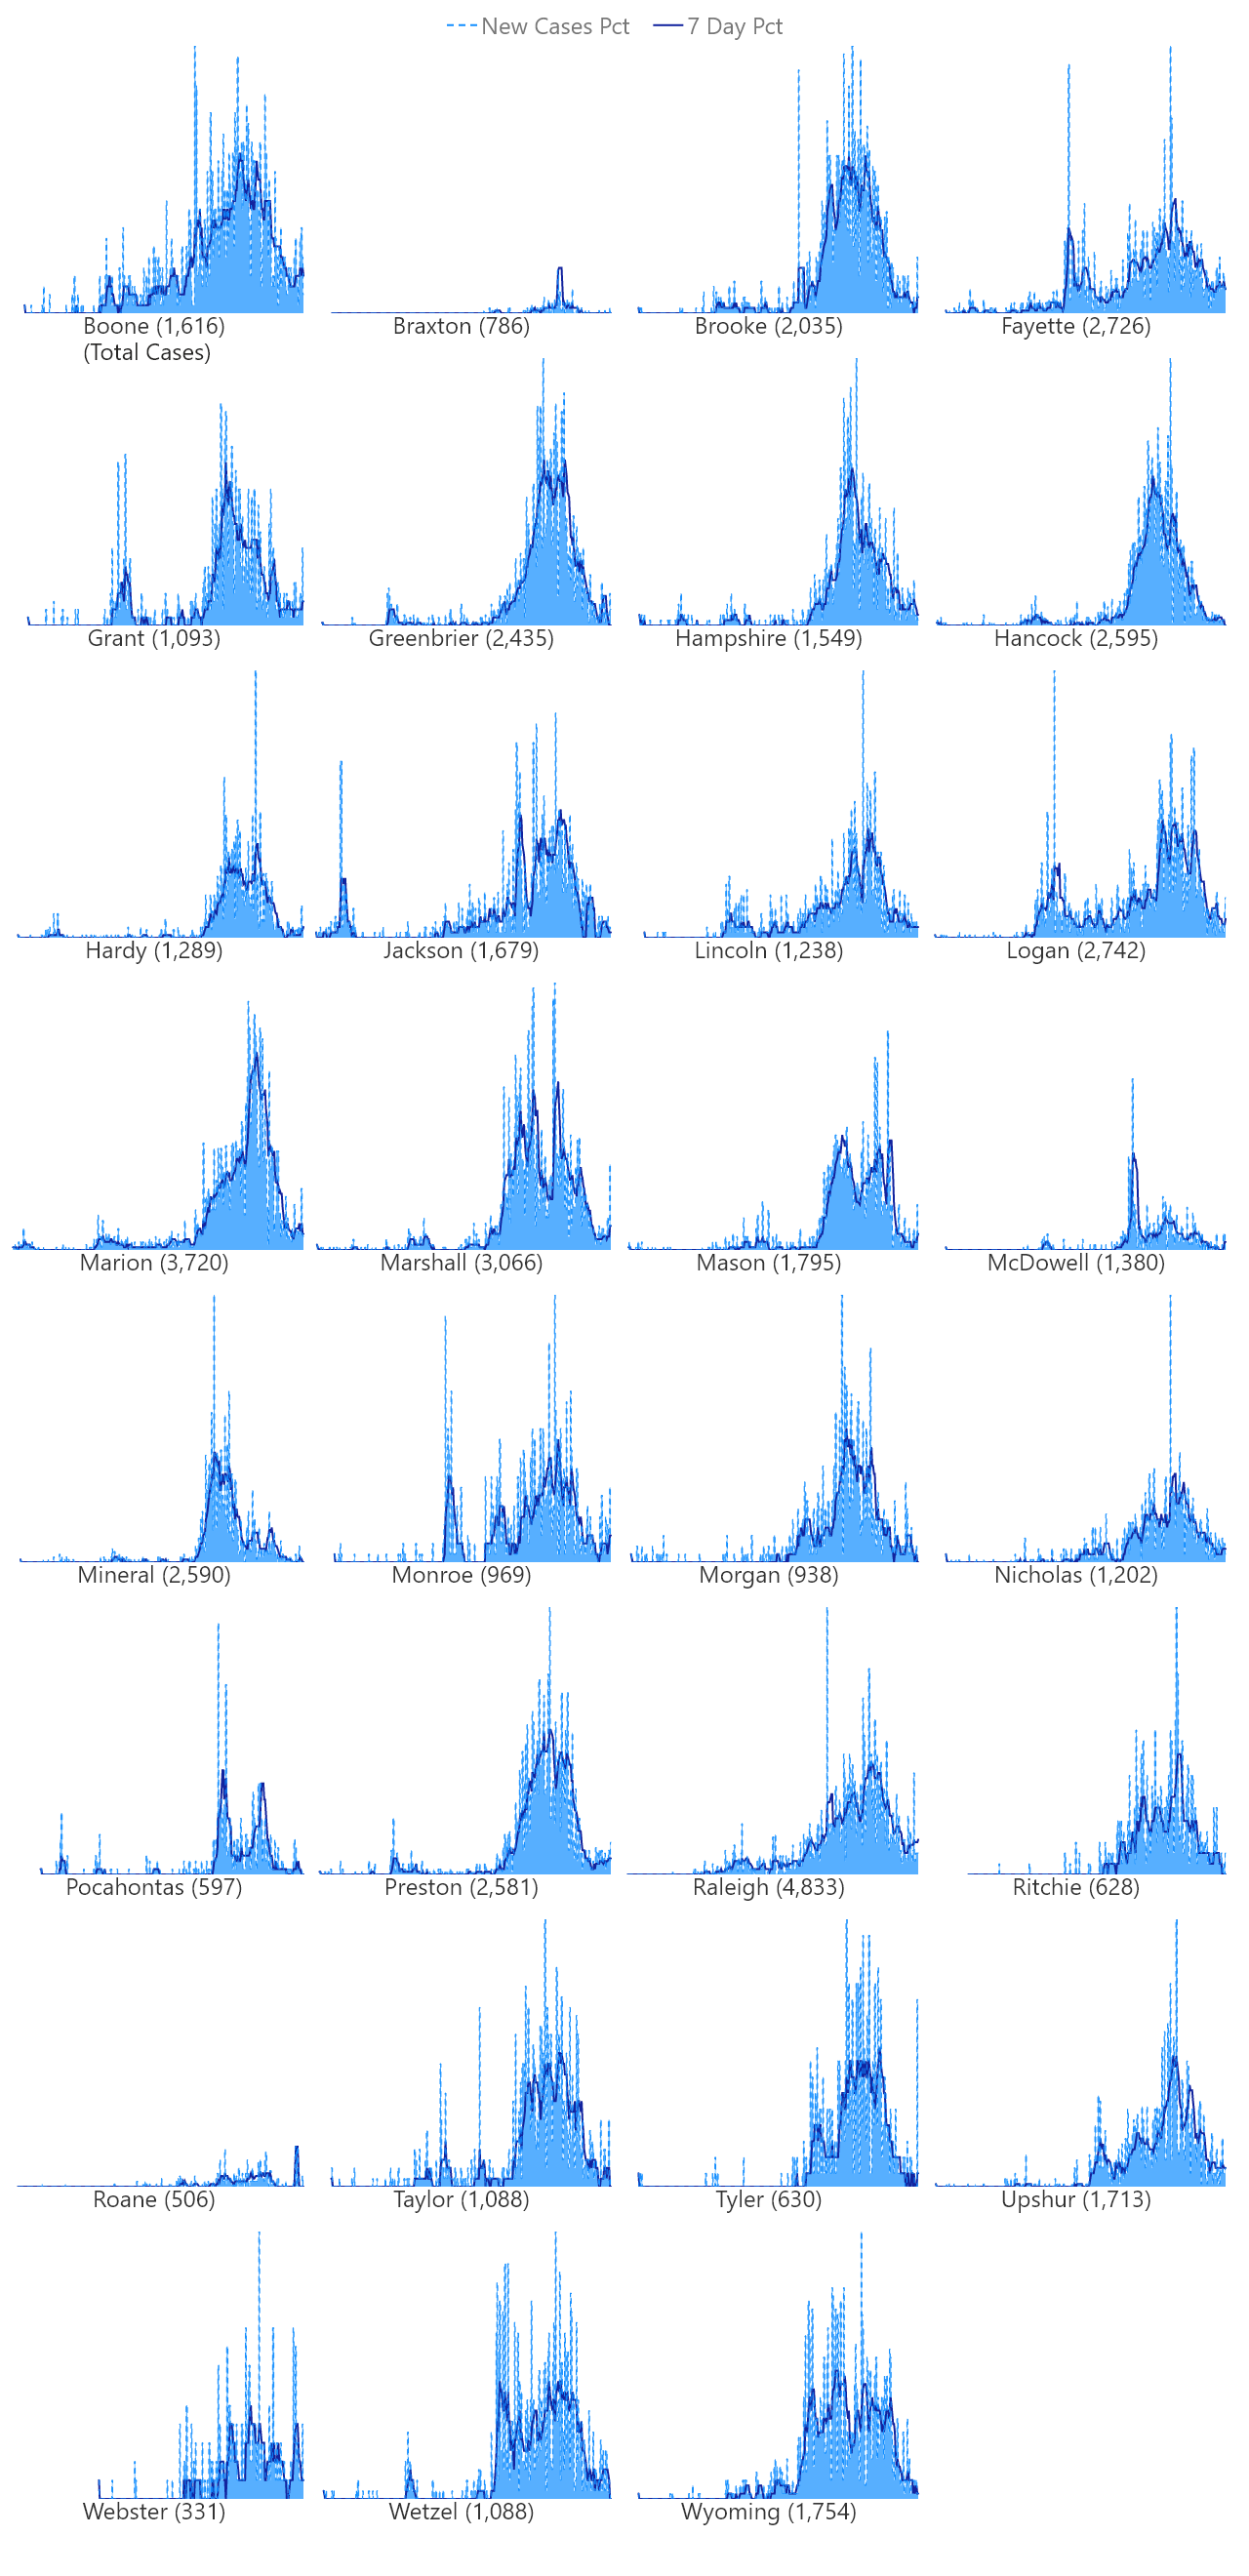 New Cases Pct 7 Day Pct
Boone (1,616) Braxton (786) Brooke (2,035) Fayette (2,726)
(Total Cases)
Grant (1,093) Greenbrier (2,435) Hampshire (1,549) Hancock (2,595)
Hardy (1,289) Jackson (1,679) Lincoln (1,238) Logan (2,742)
Marion (3,720) Marshall (3,066) Mason (1,795) McDowell (1,380)
Mineral (2,590) Monroe (969) Morgan (938) Nicholas (1,202)
Pocahontas (597) Preston (2,581) Raleigh (4,833) Ritchie (628)
Roane (506) Taylor (1,088) Tyler (630) Upshur (1,713)
Webster (331) Wetzel (1,088) Wyoming (1,754)